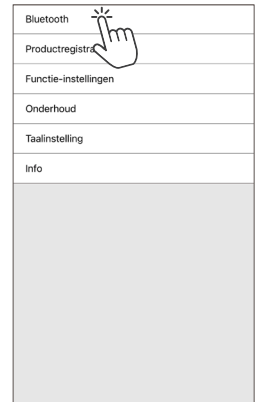 Bluetooth
Productregistra
Functie-instellingen
Onderhoud
Taalinstelling
Info